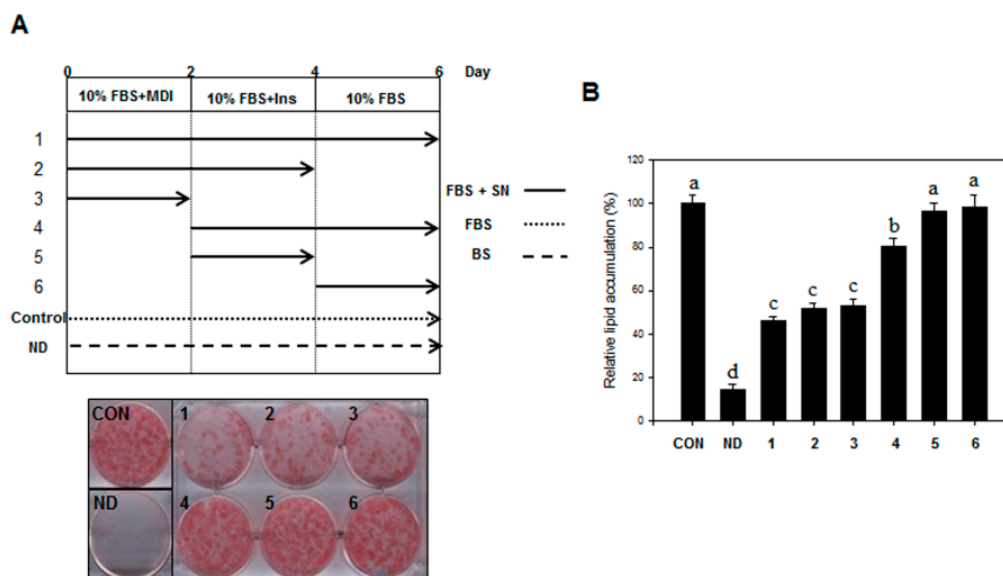 A
0 2 4 6 Day
10% FBS+MDI 10% FBS+Ins 10% FBS
1
2
3
4
5
6
Control
ND
FBS + SN
FBS
BS
CON 1 2 3
ND 4 5 6
B
Relative lipid accumulation (%)
120
100
80
60
40
20
0
a d c c c b a a
CON ND 1 2 3 4 5 6